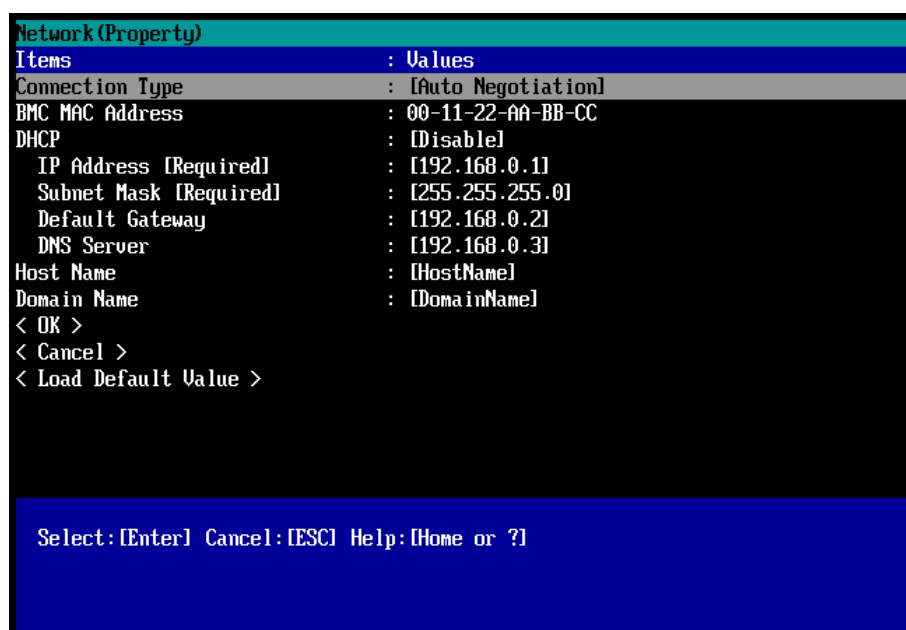 Network(Property)
Items : Values
Connection Type : [Auto Negotiation]
BMC MAC Address : 00-11-22-AA-BB-CC
DHCP : [Disable]
IP Address [Required] : [192.168.0.1]
Subnet Mask [Required] : [255.255.255.0]
Default Gateway : [192.168.0.2]
DNS Server : [192.168.0.3]
Host Name : [HostName]
Domain Name : [DomainName]
< OK >
< Cancel >
< Load Default Value >
Select:[Enter] Cancel:[ESC] Help:[Home or ?]